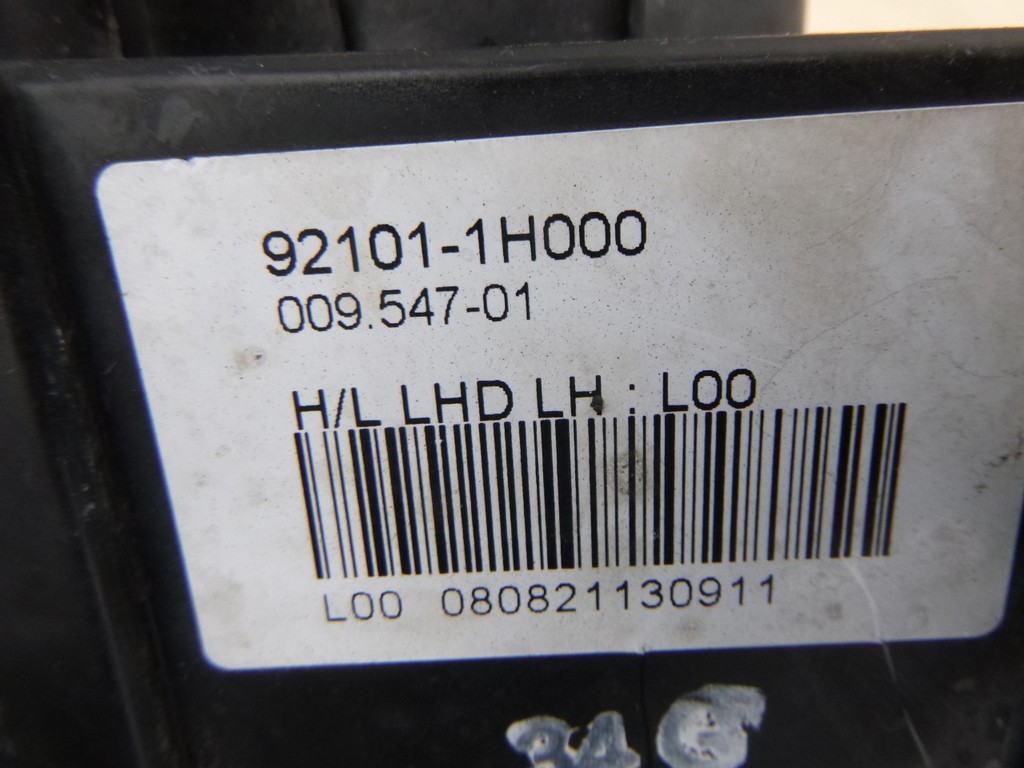 92101-1H000
009.547-01
H/L LHD LH : L00
L00 080821130911